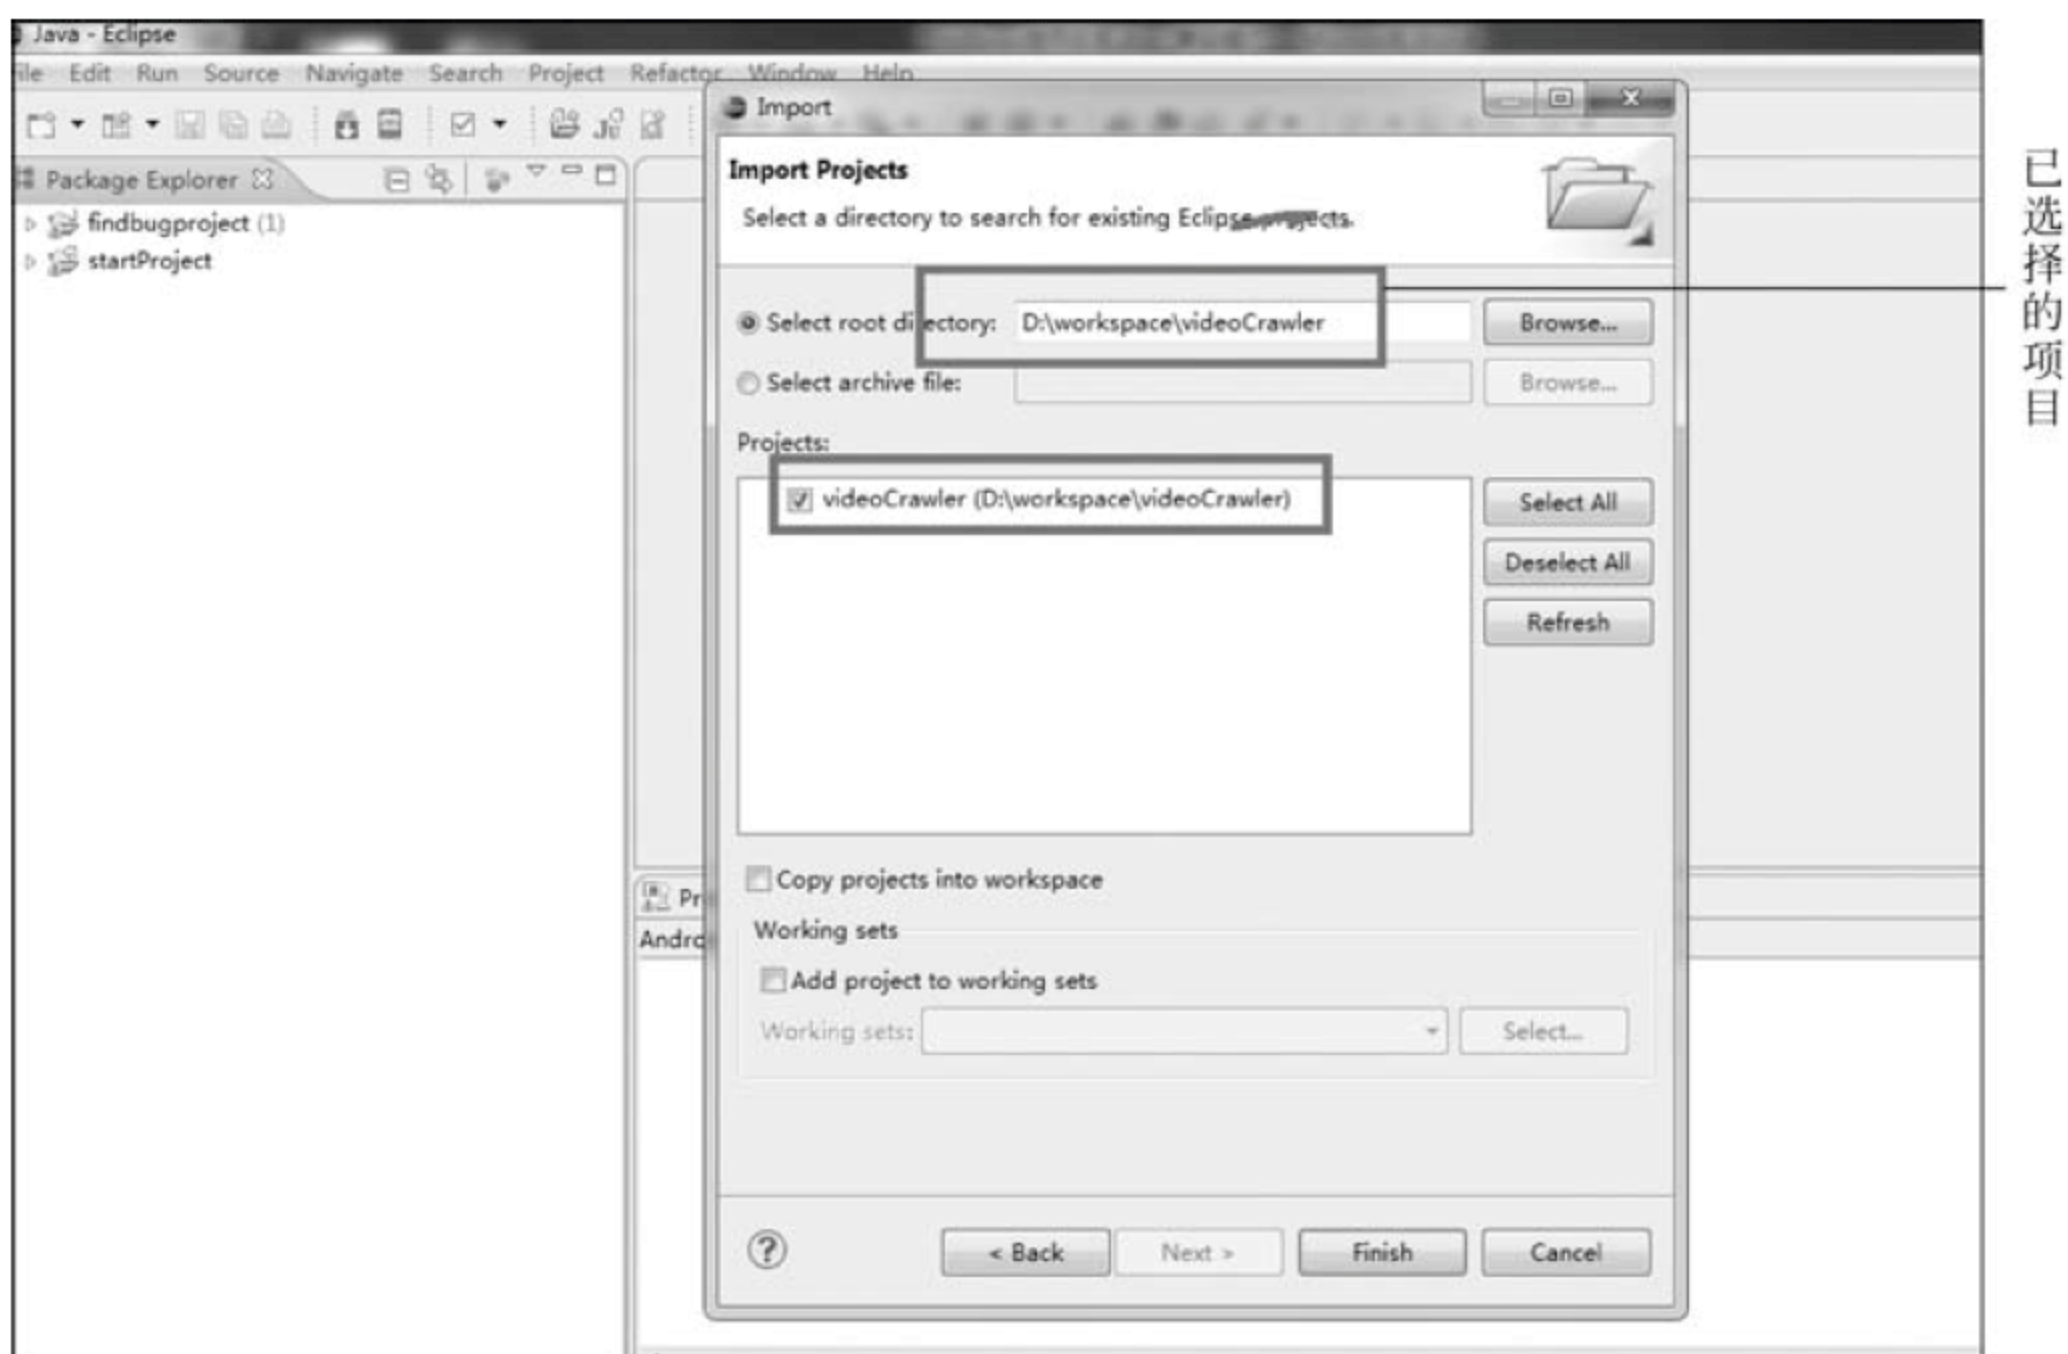 Java - Eclipse
ile Edit Run Source Navigate Search Project Refactor Window Help
Package Explorer
findbugproject (1)
startProject
Import
Import Projects
Select a directory to search for existing Eclipse projects.
Select root directory: D:\workspace\videoCrawler Browse...
Select archive file: Browse...
Projects:
videoCrawler (D:\workspace\videoCrawler)
Select All
Deselect All
Refresh
Copy projects into workspace
Working sets
Add project to working sets
Working sets: Select...
Pr
Andro
? < Back Next > Finish Cancel
已选择的项目